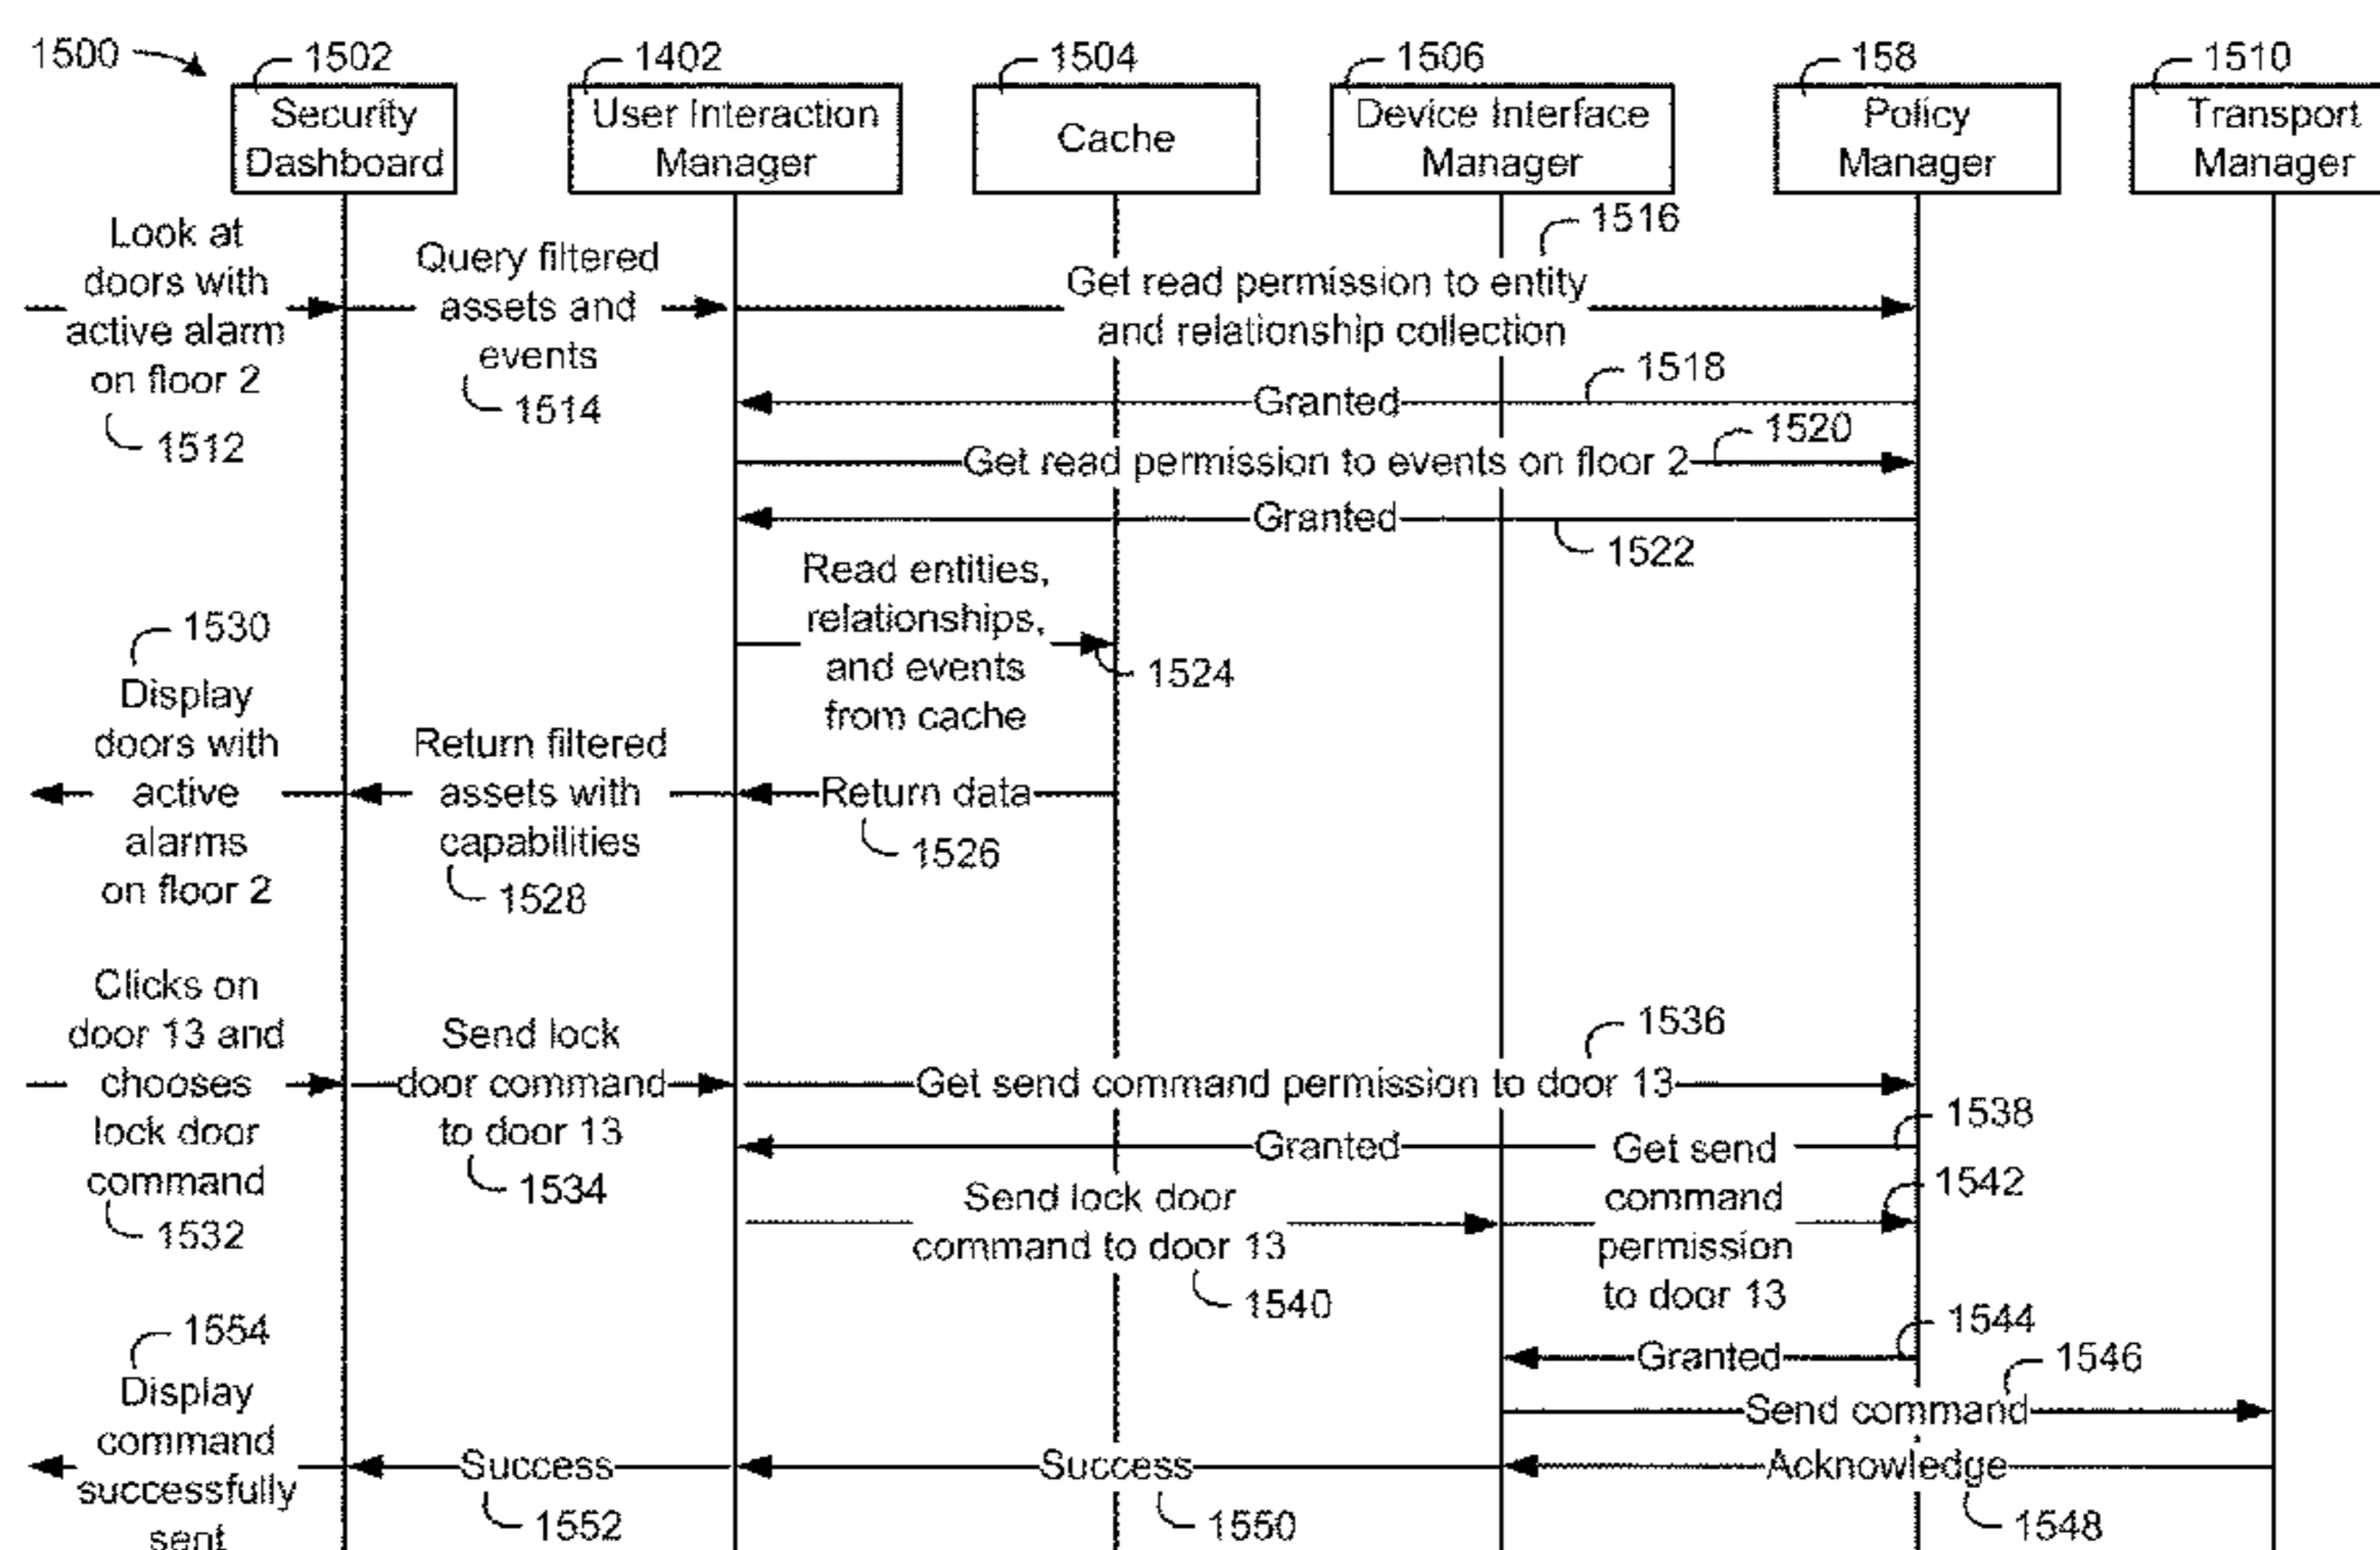 1500
1502
1402
1504
1506
158
1510
Security
Dashboard
User Interaction
Manager
Cache
Device Interface
Manager
Policy
Manager
Transport
Manager
Look at
doors with
active alarm
on floor 2
1512
Query filtered
assets and
events
1514
1516
Get read permission to entity
and relationship collection
1518
Granted
1520
Get read permission to events on floor 2
Granted
1522
Read entities,
relationships,
and events
from cache
1524
1530
Display
doors with
active
alarms
on floor 2
Return filtered
assets with
capabilities
1528
Return data
1526
Clicks on
door 13 and
chooses
lock door
command
1532
Send lock
door command
to door 13
1534
1536
Get send command permission to door 13
1538
Granted
Send lock door
command to door 13
1540
Get send
command
permission
to door 13
1542
1544
Granted
1546
Send command
Acknowledge
1548
Success
1550
Success
1552
1554
Display
command
successfully
sent